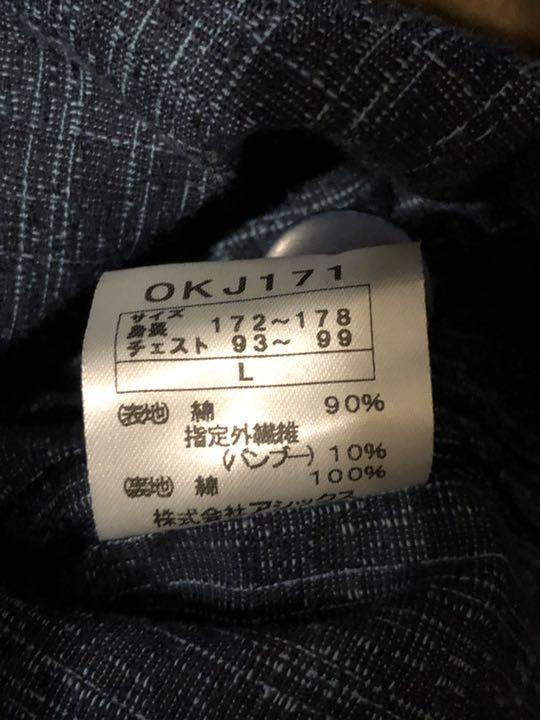 OKJ171
サイズ
身長 172～178
チェスト 93～ 99
L
(表地) 綿 90%
指定外繊維
(バンブー) 10%
(裏地) 綿 100%
株式会社アシックス